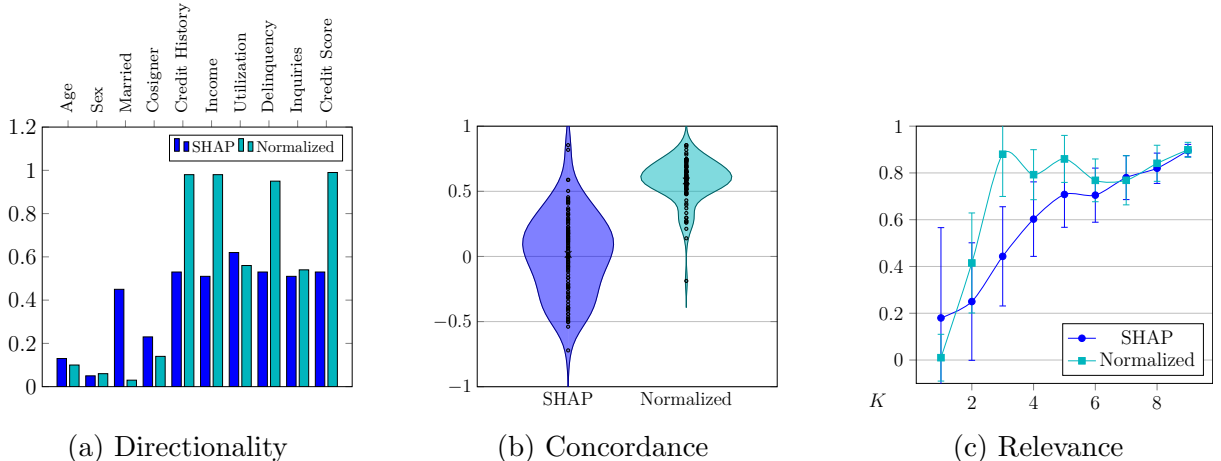 Age
Sex
Married
Cosigner
Credit History
Income
Utilization
Delinquency
Inquiries
Credit Score
1.2
1
0.8
0.6
0.4
0.2
0
SHAP
Normalized
(a) Directionality
1
0.5
0
−0.5
−1
SHAP
Normalized
(b) Concordance
1
0.8
0.6
0.4
0.2
0
SHAP
Normalized
K
2
4
6
8
(c) Relevance